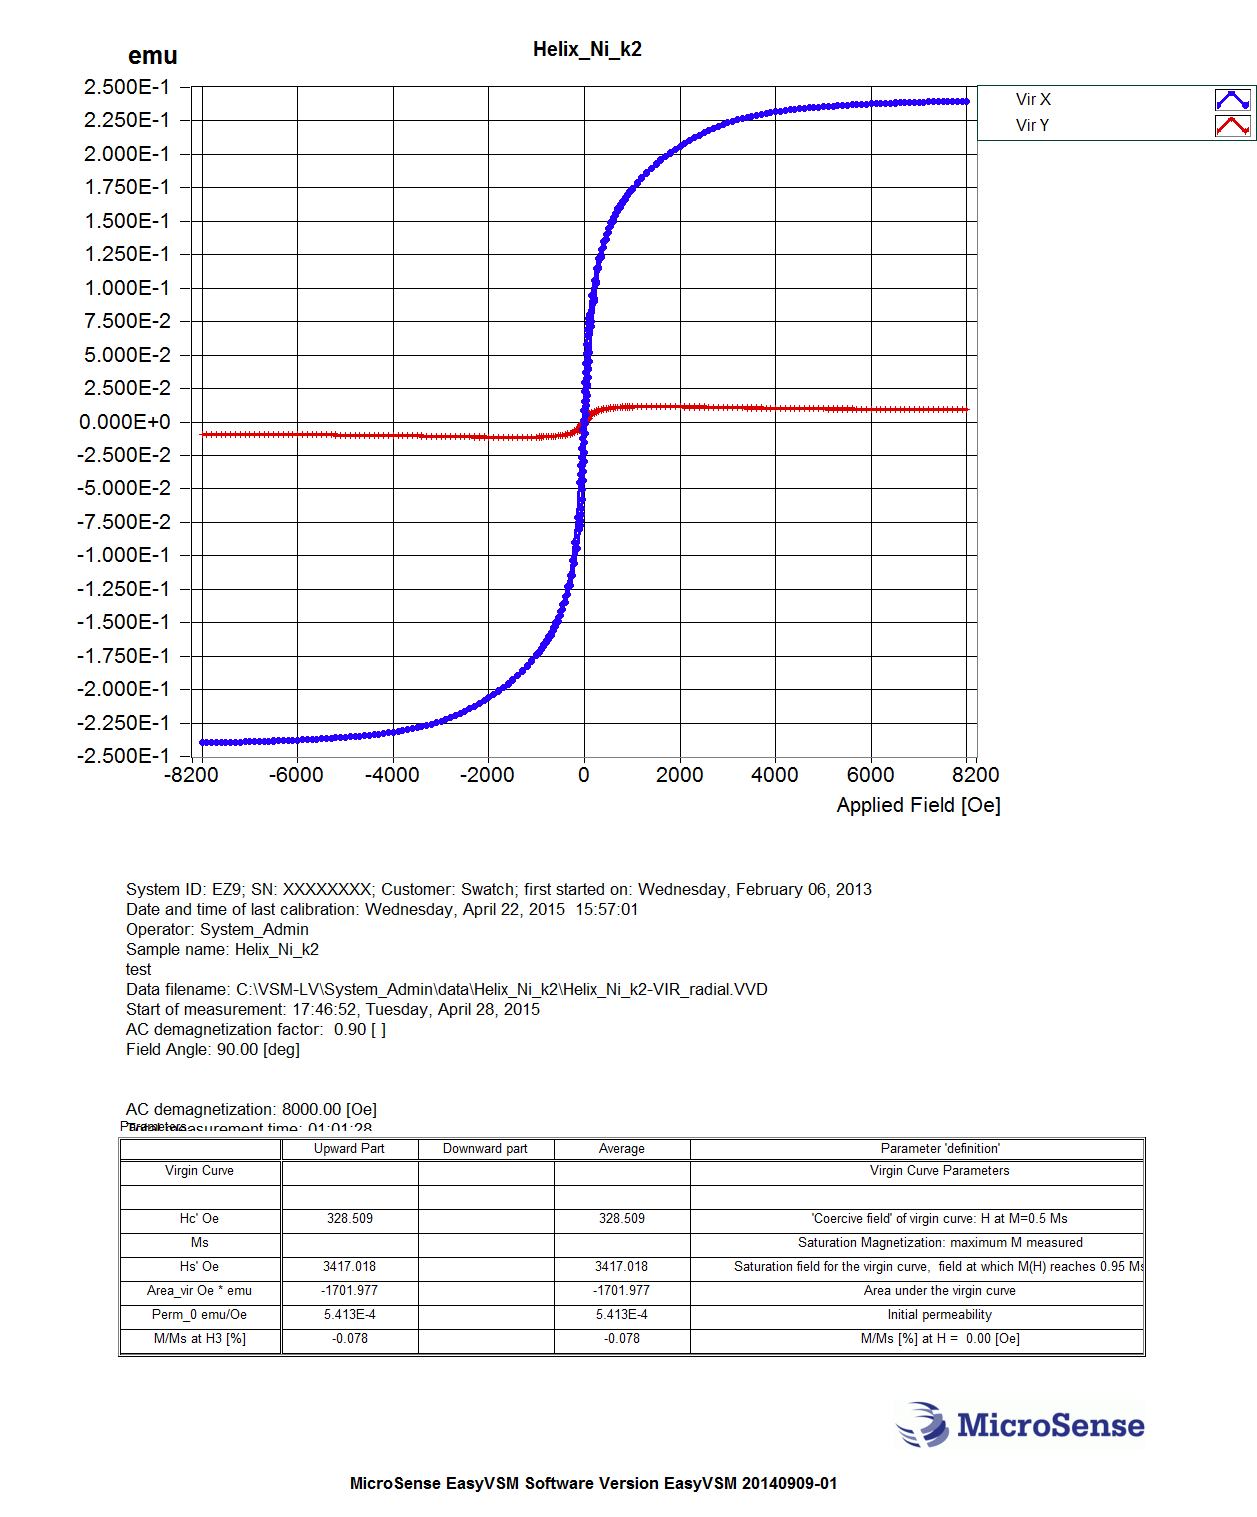 Helix_Ni_k2
emu
2.500E-1
2.250E-1
2.000E-1
1.750E-1
1.500E-1
1.250E-1
1.000E-1
7.500E-2
5.000E-2
2.500E-2
0.000E+0
-2.500E-2
-5.000E-2
-7.500E-2
-1.000E-1
-1.250E-1
-1.500E-1
-1.750E-1
-2.000E-1
-2.250E-1
-2.500E-1
-8200 -6000 -4000 -2000 0 2000 4000 6000 8200
Applied Field [Oe]
Vir X
Vir Y
System ID: EZ9; SN: XXXXXXXX; Customer: Swatch; first started on: Wednesday, February 06, 2013
Date and time of last calibration: Wednesday, April 22, 2015 15:57:01
Operator: System_Admin
Sample name: Helix_Ni_k2
test
Data filename: C:\VSM-LV\System_Admin\data\Helix_Ni_k2\Helix_Ni_k2-VIR_radial.VVD
Start of measurement: 17:46:52, Tuesday, April 28, 2015
AC demagnetization factor: 0.90 [ ]
Field Angle: 90.00 [deg]
AC demagnetization: 8000.00 [Oe]
Total measurement time: 01:01:28
Parameters
Upward Part Downward part Average Parameter 'definition'
Virgin Curve Virgin Curve Parameters
Hc' Oe 328.509 328.509 'Coercive field' of virgin curve: H at M=0.5 Ms
Ms Saturation Magnetization: maximum M measured
Hs' Oe 3417.018 3417.018 Saturation field for the virgin curve, field at which M(H) reaches 0.95 Ms
Area_vir Oe * emu -1701.977 -1701.977 Area under the virgin curve
Perm_0 emu/Oe 5.413E-4 5.413E-4 Initial permeability
M/Ms at H3 [%] -0.078 -0.078 M/Ms [%] at H = 0.00 [Oe]
MicroSense
MicroSense EasyVSM Software Version EasyVSM 20140909-01